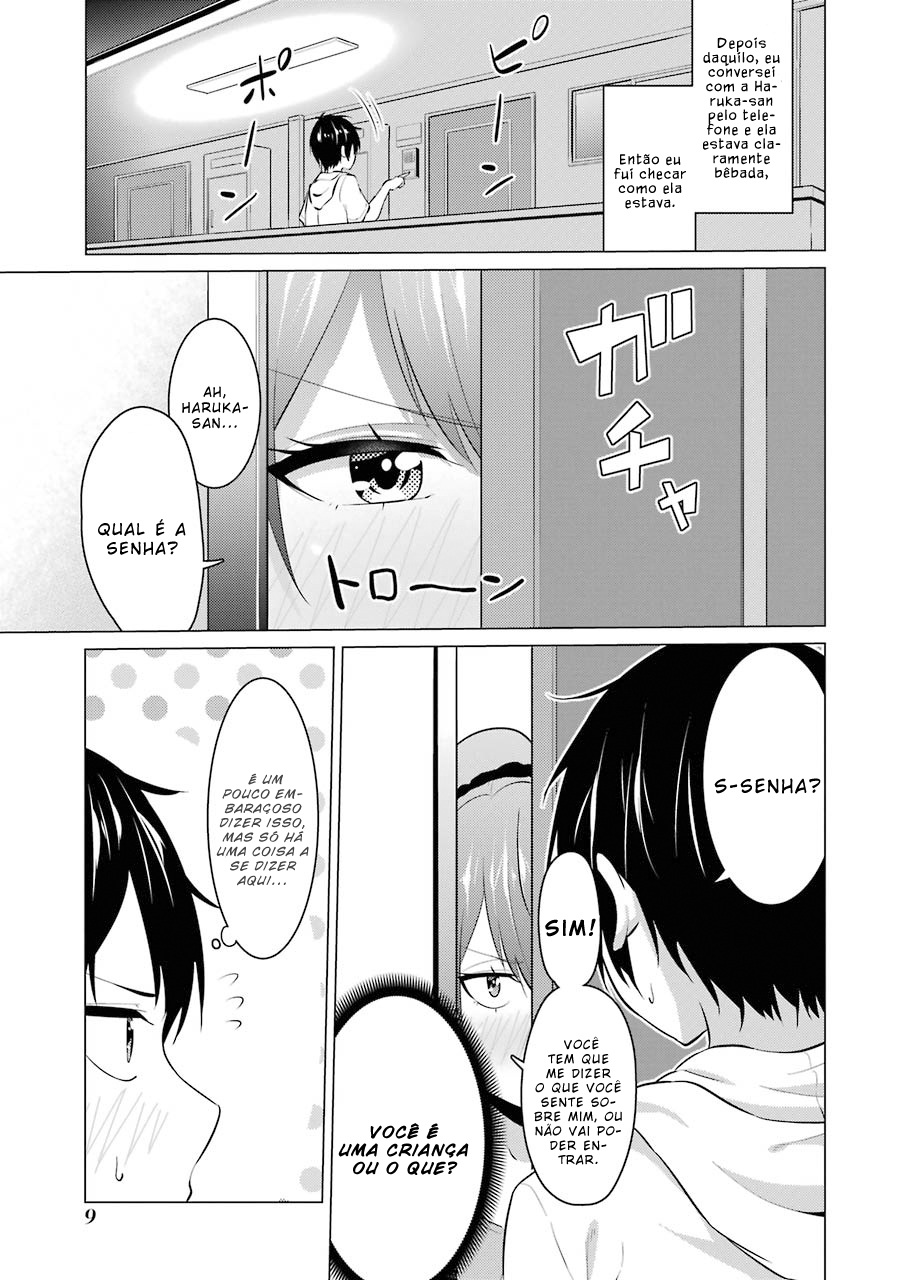 Depois
daquilo, eu
conversei
com a Ha-
ruka-san
pelo tele-
fone e ela
estava cla-
ramente
bêbada,
Então eu
fui checar
como ela
estava.
ピンポン
ガチャ
AH,
HARUKA-
SAN...
QUAL É A
SENHA?
トロ〜ン
S-SENHA?
SIM!
VOCÊ
TEM QUE
ME DIZER
O QUE VOCÊ
SENTE SO-
BRE MIM, OU
NÃO VAI PO-
DER EN-
TRAR.
VOCÊ É
UMA CRIANÇA
OU O QUE?
É UM
POUCO EM-
BARAGOSO
DIZER ISSO,
MAS SÓ HÁ
UMA COISA A
SE DIZER
AQUI...
9